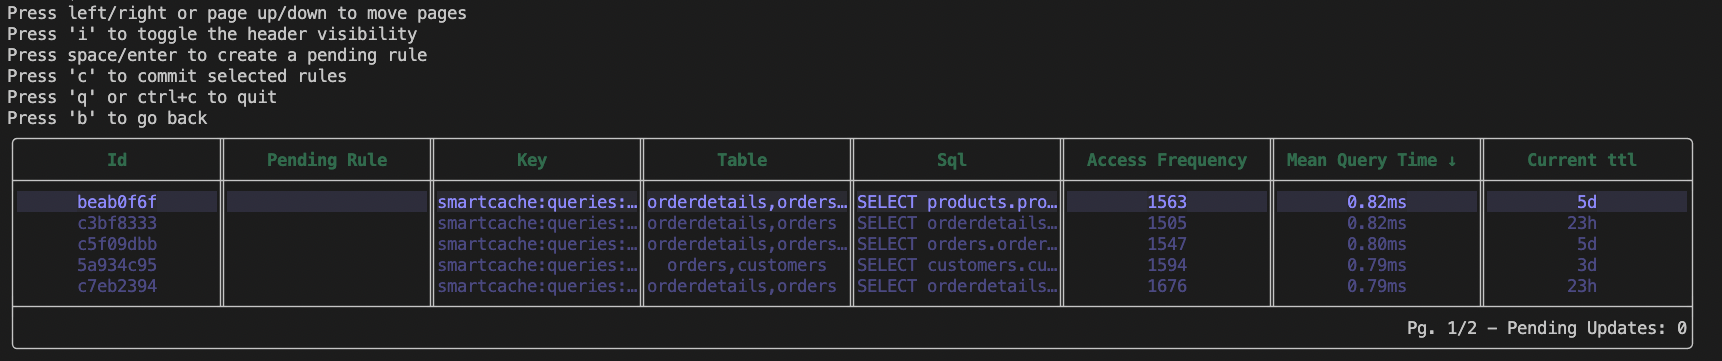 Press left/right or page up/down to move pages
Press 'i' to toggle the header visibility
Press space/enter to create a pending rule
Press 'c' to commit selected rules
Press 'q' or ctrl+c to quit
Press 'b' to go back
Id Pending Rule Key Table Sql Access Frequency Mean Query Time ↓ Current ttl
beab0f6f smartcache:queries:… orderdetails,orders… SELECT products.pro… 1563 0.82ms 5d
c3bf8333 smartcache:queries:… orderdetails,orders SELECT orderdetails… 1505 0.82ms 23h
c5f09dbb smartcache:queries:… orderdetails,orders… SELECT orders.order… 1547 0.80ms 5d
5a934c95 smartcache:queries:… orders,customers SELECT customers.cu… 1594 0.79ms 3d
c7eb2394 smartcache:queries:… orderdetails,orders SELECT orderdetails… 1676 0.79ms 23h
Pg. 1/2 – Pending Updates: 0